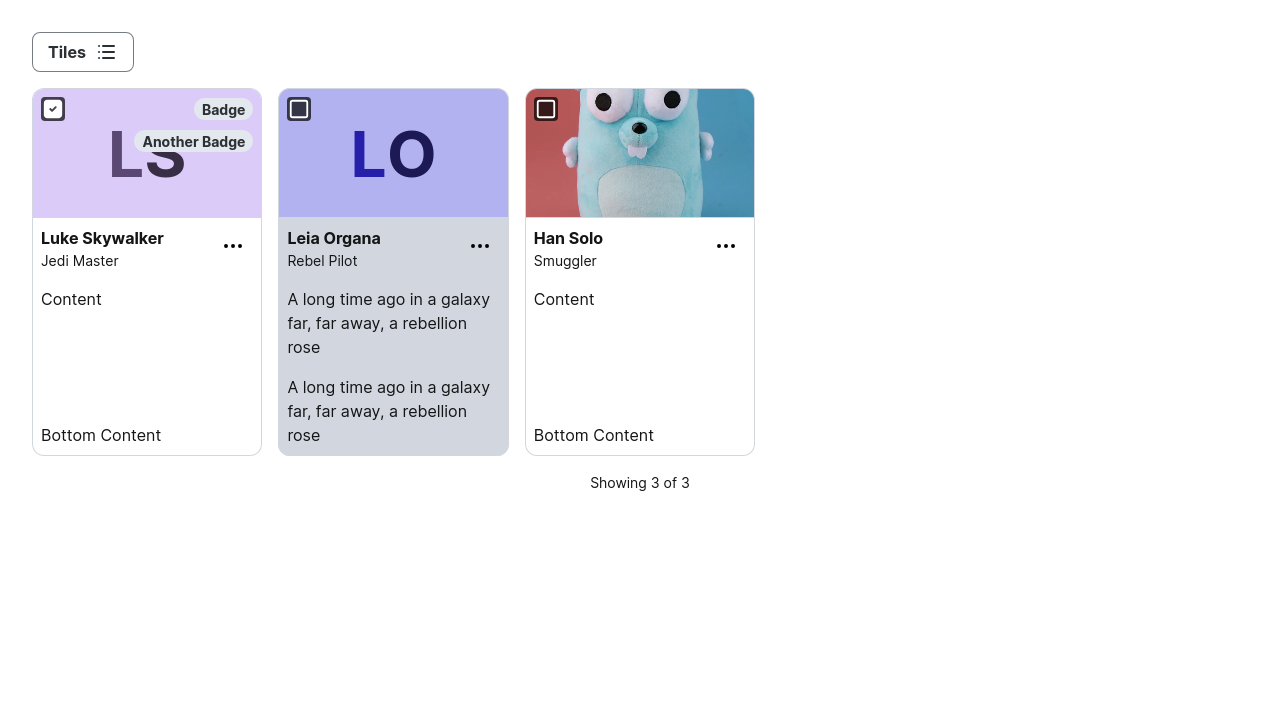 Tiles
Badge
Another Badge
LS
LO
Luke Skywalker
Jedi Master
Content
Bottom Content
Leia Organa
Rebel Pilot
A long time ago in a galaxy
far, far away, a rebellion
rose
A long time ago in a galaxy
far, far away, a rebellion
rose
Han Solo
Smuggler
Content
Bottom Content
Showing 3 of 3